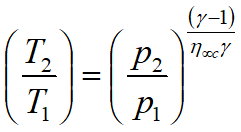 (T₂/T₁) = (p₂/p₁)^((γ−1)/(η∞c γ))